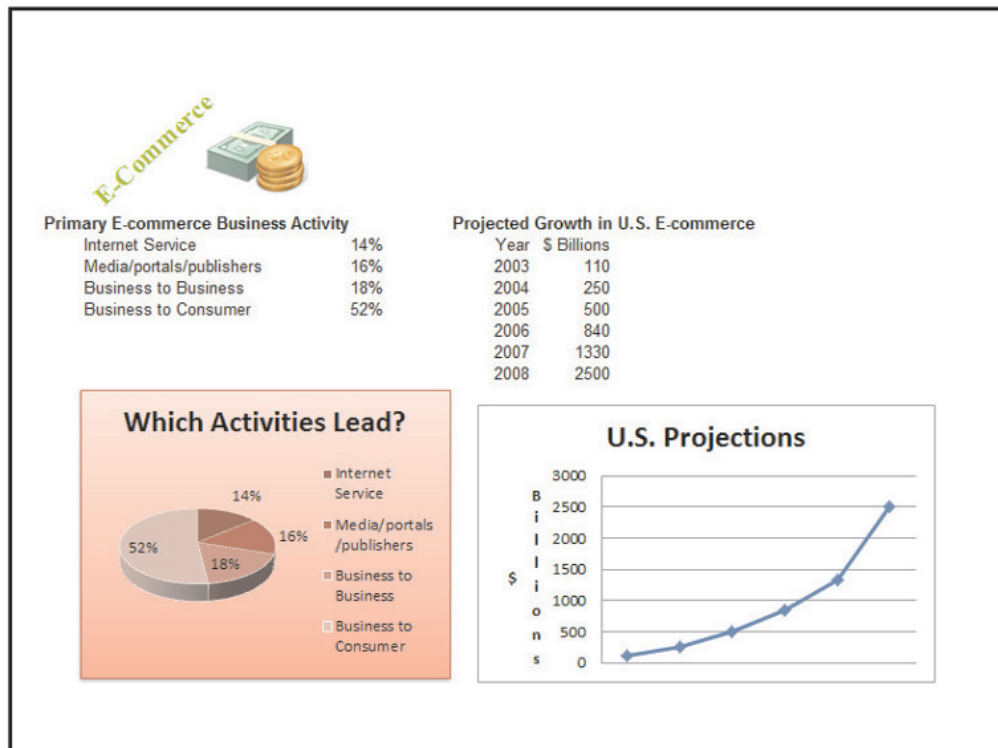 E-Commerce
Primary E-commerce Business Activity
Internet Service 14%
Media/portals/publishers 16%
Business to Business 18%
Business to Consumer 52%
Projected Growth in U.S. E-commerce
Year $ Billions
2003 110
2004 250
2005 500
2006 840
2007 1330
2008 2500
Which Activities Lead?
14%
16%
18%
52%
Internet
Service
Media/portals
/publishers
Business to
Business
Business to
Consumer
U.S. Projections
$ Billions
3000
2500
2000
1500
1000
500
0